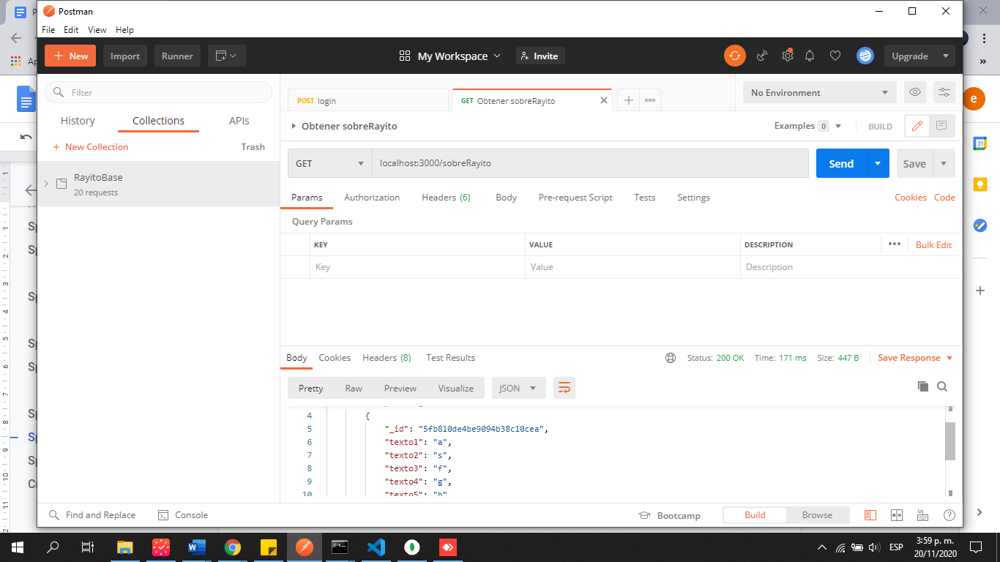 Postman
File Edit View Help
New Import Runner My Workspace Invite Upgrade
Filter
History Collections APIs
New Collection Trash
RayitoBase
20 requests
POST login GET Obtener sobreRayito No Environment
Obtener sobreRayito Examples 0 BUILD
GET localhost:3000/sobreRayito Send Save
Params Authorization Headers (6) Body Pre-request Script Tests Settings Cookies Code
Query Params
KEY VALUE DESCRIPTION Bulk Edit
Key Value Description
Body Cookies Headers (8) Test Results Status: 200 OK Time: 171 ms Size: 447 B Save Response
Pretty Raw Preview Visualize JSON
4 {
5 "_id": "5fb810de4be9094b38c10cea",
6 "texto1": "a",
7 "texto2": "s",
8 "texto3": "f",
9 "texto4": "g",
10 "texto5": "h"
Find and Replace Console Bootcamp Build Browse
ESP 3:59 p. m.
20/11/2020